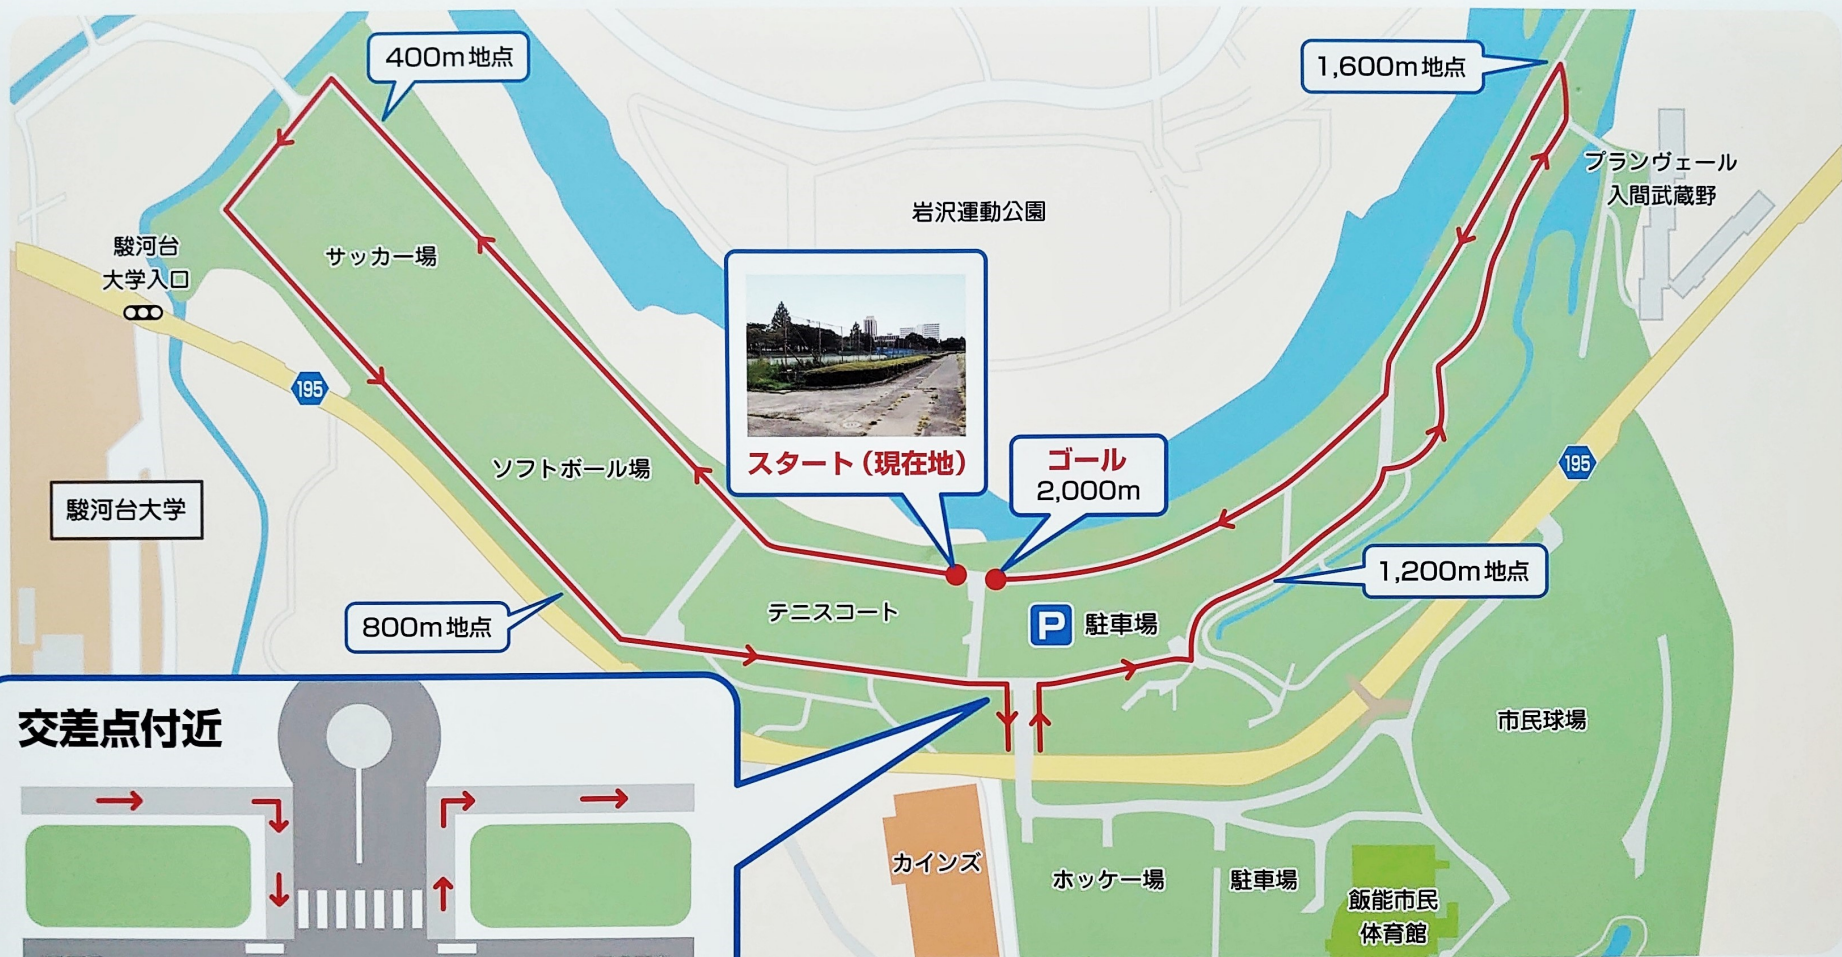 400m地点
1,600m地点
プランヴェール
入間武蔵野
岩沢運動公園
駿河台
大学入口
サッカー場
195
スタート(現在地)
ゴール
2,000m
ソフトボール場
195
駿河台大学
1,200m地点
800m地点
テニスコート
P 駐車場
交差点付近
市民球場
カインズ
ホッケー場
駐車場
飯能市民
体育館